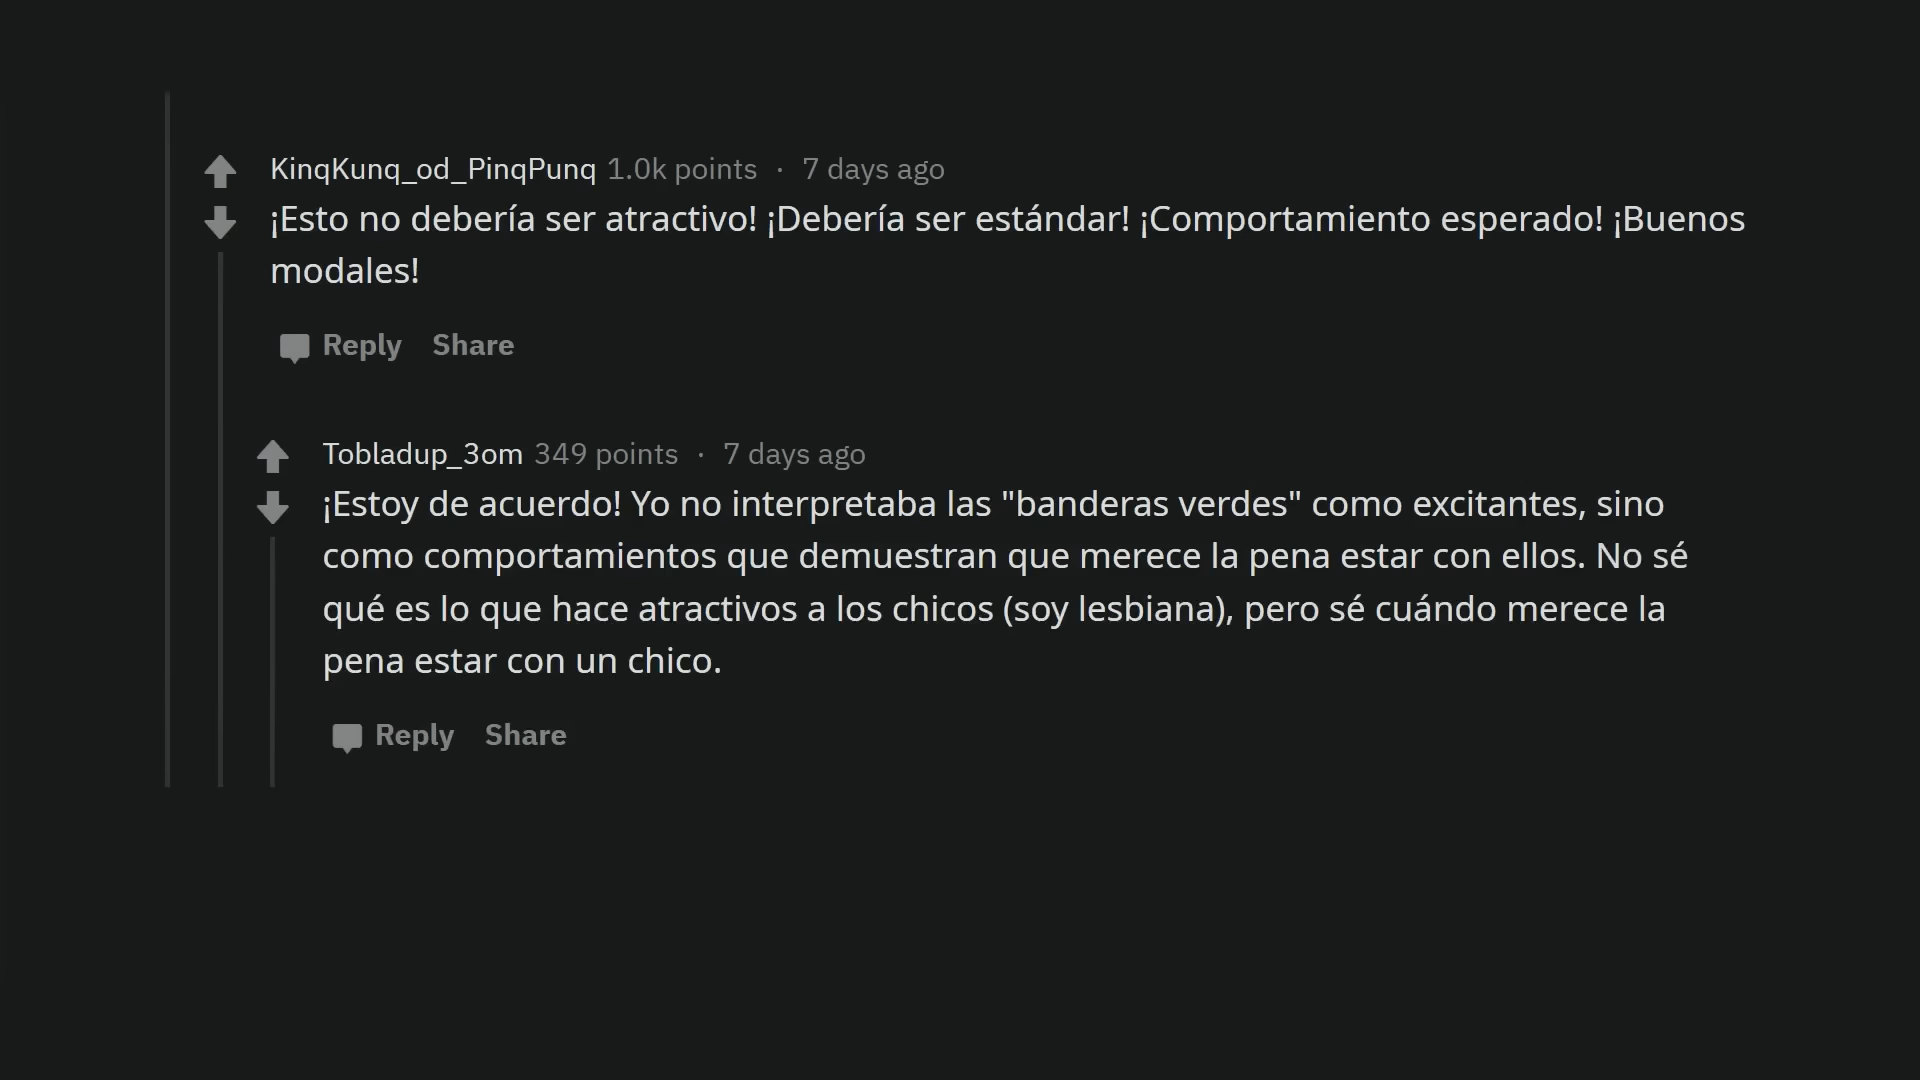 KinqKunq_od_PinqPunq 1.0k points · 7 days ago
¡Esto no debería ser atractivo! ¡Debería ser estándar! ¡Comportamiento esperado! ¡Buenos
modales!
Reply Share
Tobladup_3om 349 points · 7 days ago
¡Estoy de acuerdo! Yo no interpretaba las "banderas verdes" como excitantes, sino
como comportamientos que demuestran que merece la pena estar con ellos. No sé
qué es lo que hace atractivos a los chicos (soy lesbiana), pero sé cuándo merece la
pena estar con un chico.
Reply Share